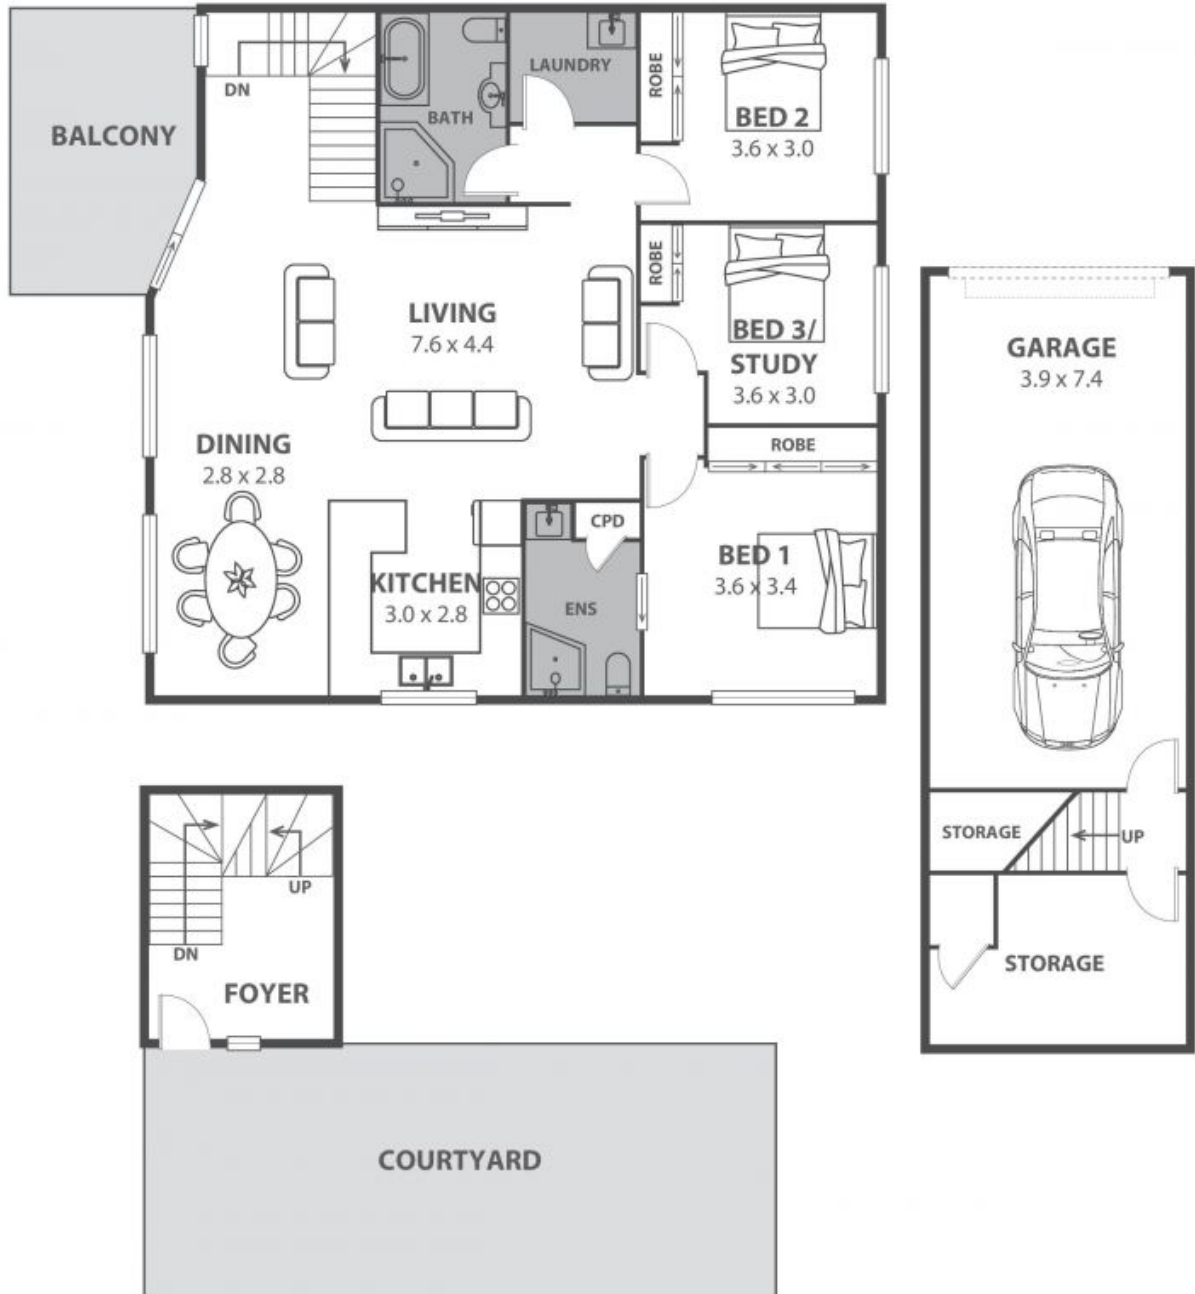 DN
BALCONY
BATH
LAUNDRY
ROBE
BED 2
3.6 x 3.0
ROBE
BED 3/
STUDY
3.6 x 3.0
LIVING
7.6 x 4.4
DINING
2.8 x 2.8
ROBE
KITCHEN
3.0 x 2.8
CPD
ENS
BED 1
3.6 x 3.4
GARAGE
3.9 x 7.4
STORAGE
UP
STORAGE
UP
DN
FOYER
COURTYARD